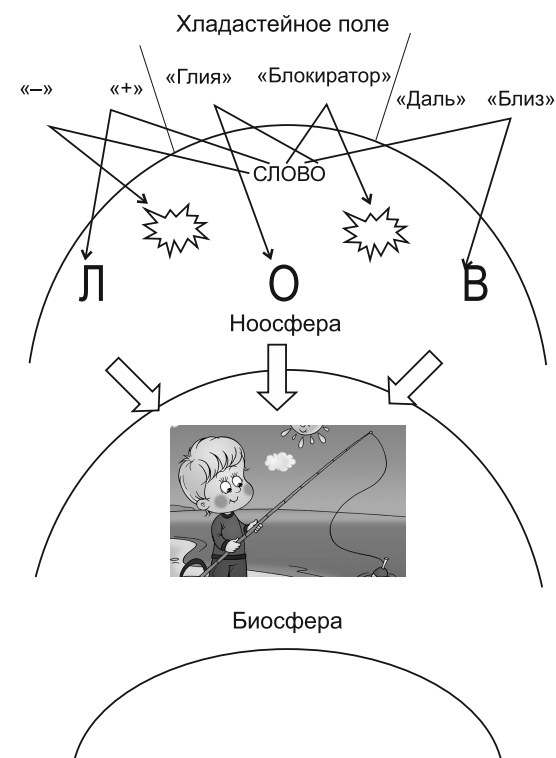 Хладастейное поле
«–» «+» «Глия» «Блокиратор» «Даль» «Близ»
СЛОВО
Л О В
Ноосфера
Биосфера